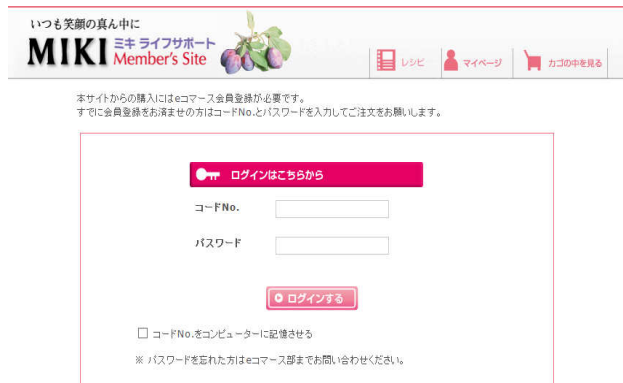 いつも笑顔の真ん中に
MIKI ミキ ライフサポート
Member's Site
レシピ
マイページ
カゴの中を見る
本サイトからの購入にはeコマース会員登録が必要です。
すでに会員登録をお済ませの方はコードNo.とパスワードを入力してご注文をお願いします。
ログインはこちらから
コードNo.
パスワード
ログインする
コードNo.をコンピューターに記憶させる
※ パスワードを忘れた方はeコマース部までお問い合わせください。